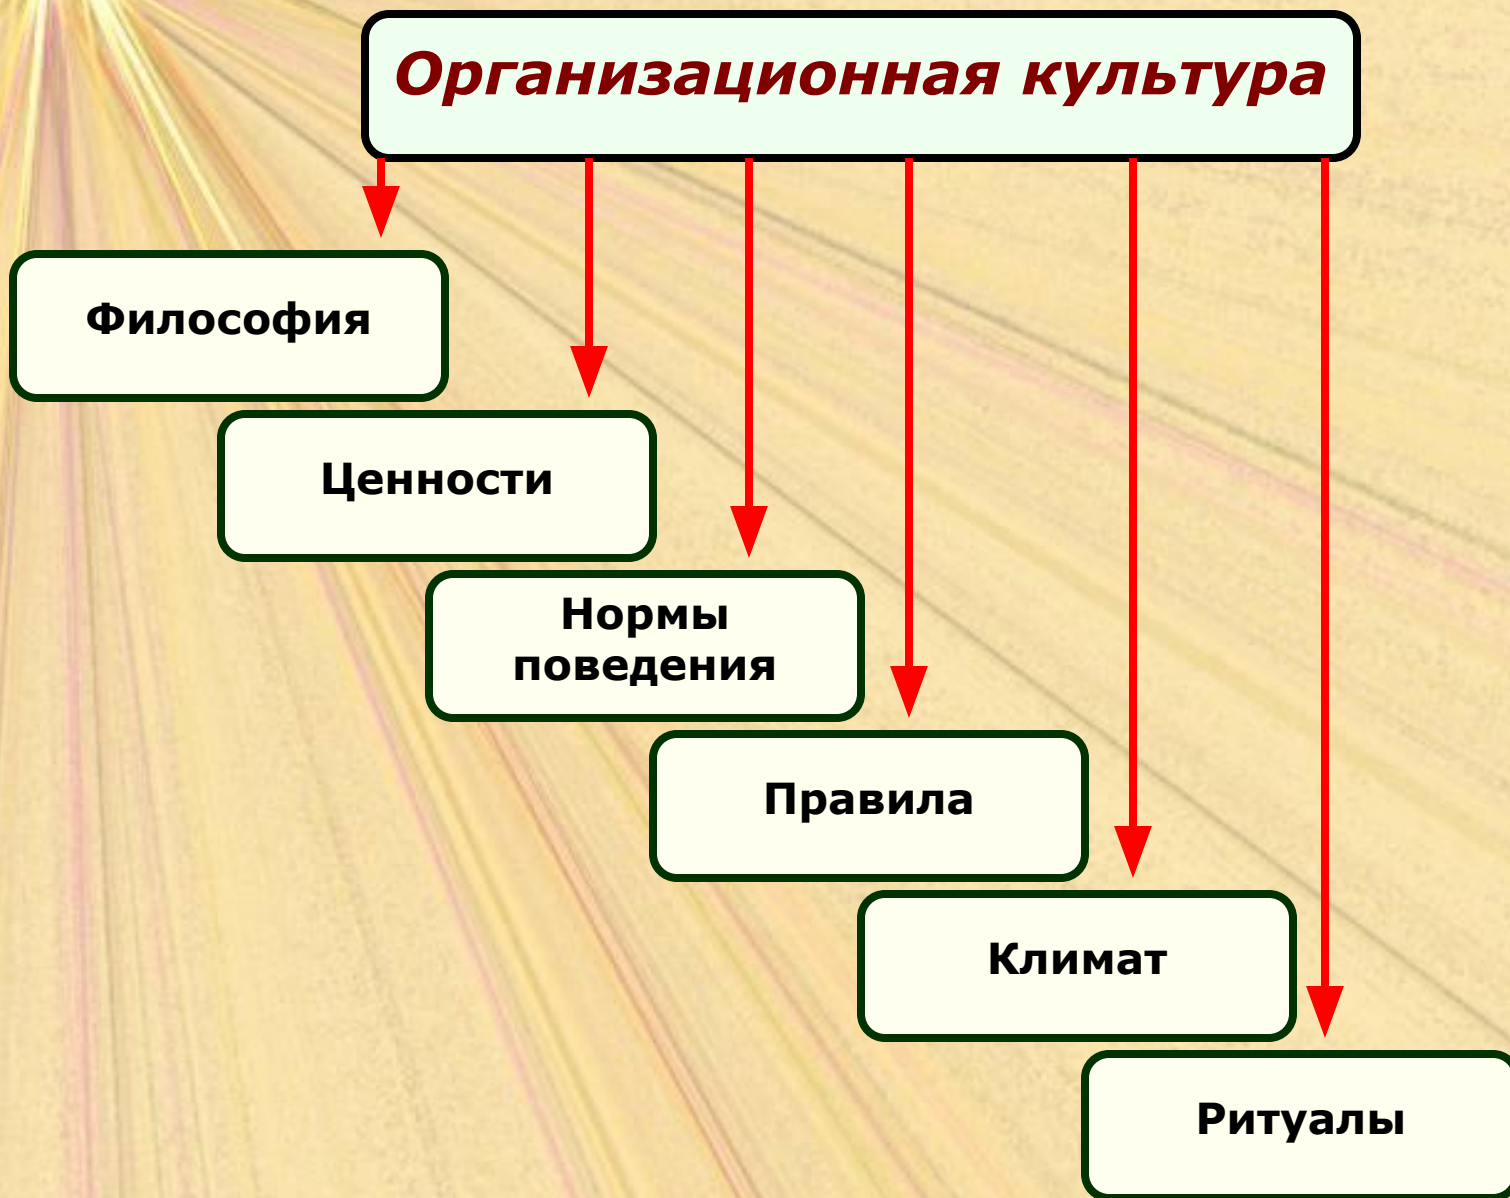 Организационная культура
Философия
Ценности
Нормы
поведения
Правила
Климат
Ритуалы